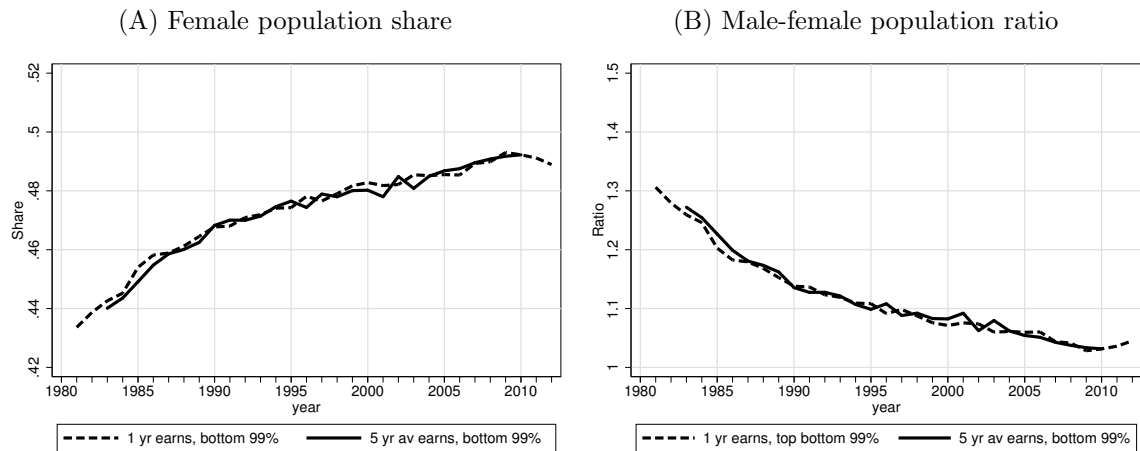 (A) Female population share
(B) Male-female population ratio
.52
.5
.48
.46
.44
.42
Share
1980 1985 1990 1995 2000 2005 2010
year
1 yr earns, bottom 99% 5 yr av earns, bottom 99%
1.5
1.4
1.3
1.2
1.1
1
Ratio
1980 1985 1990 1995 2000 2005 2010
year
1 yr earns, top bottom 99% 5 yr av earns, bottom 99%